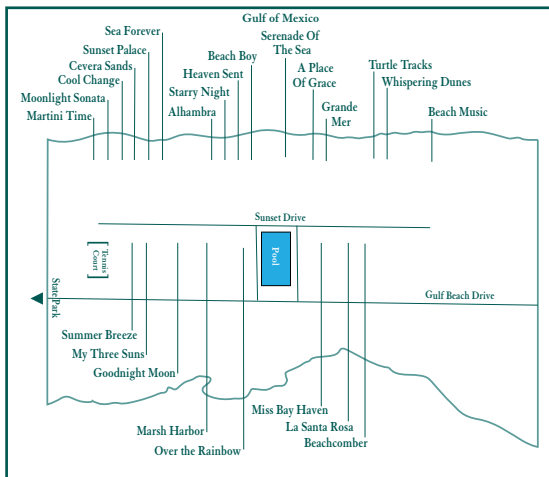 Gulf of Mexico
Sea Forever
Serenade Of
The Sea
Sunset Palace
Beach Boy
Cevera Sands
A Place
Of Grace
Turtle Tracks
Heaven Sent
Cool Change
Whispering Dunes
Starry Night
Moonlight Sonata
Grande
Mer
Martini Time
Alhambra
Beach Music
Sunset Drive
Tennis
Court
Pool
State Park
Gulf Beach Drive
Summer Breeze
My Three Suns
Goodnight Moon
Miss Bay Haven
La Santa Rosa
Marsh Harbor
Beachcomber
Over the Rainbow